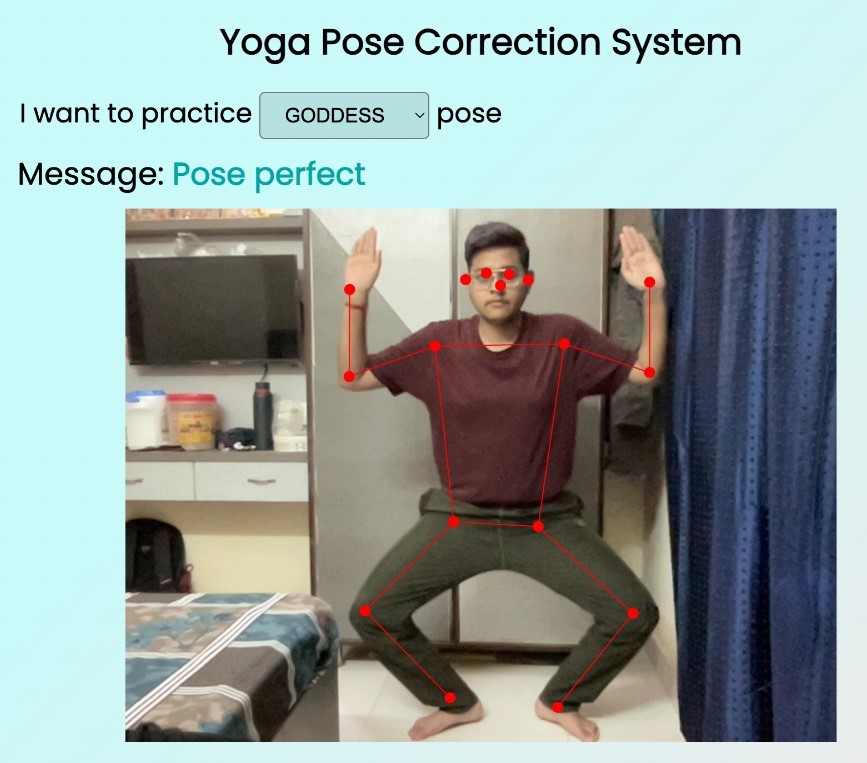 Yoga Pose Correction System
I want to practice GODDESS pose
Message: Pose perfect